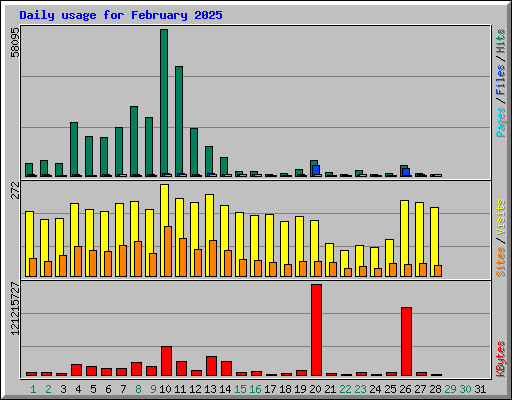 Daily usage for February 2025
58095
Pages / Files / Hits
272
Sites / Visits
121215727
KBytes
1 2 3 4 5 6 7 8 9 10 11 12 13 14 15 16 17 18 19 20 21 22 23 24 25 26 27 28 29 30 31